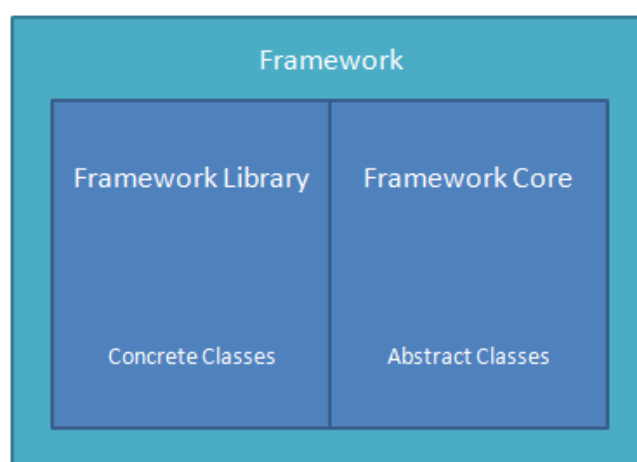 Framework
Framework Library
Framework Core
Concrete Classes
Abstract Classes